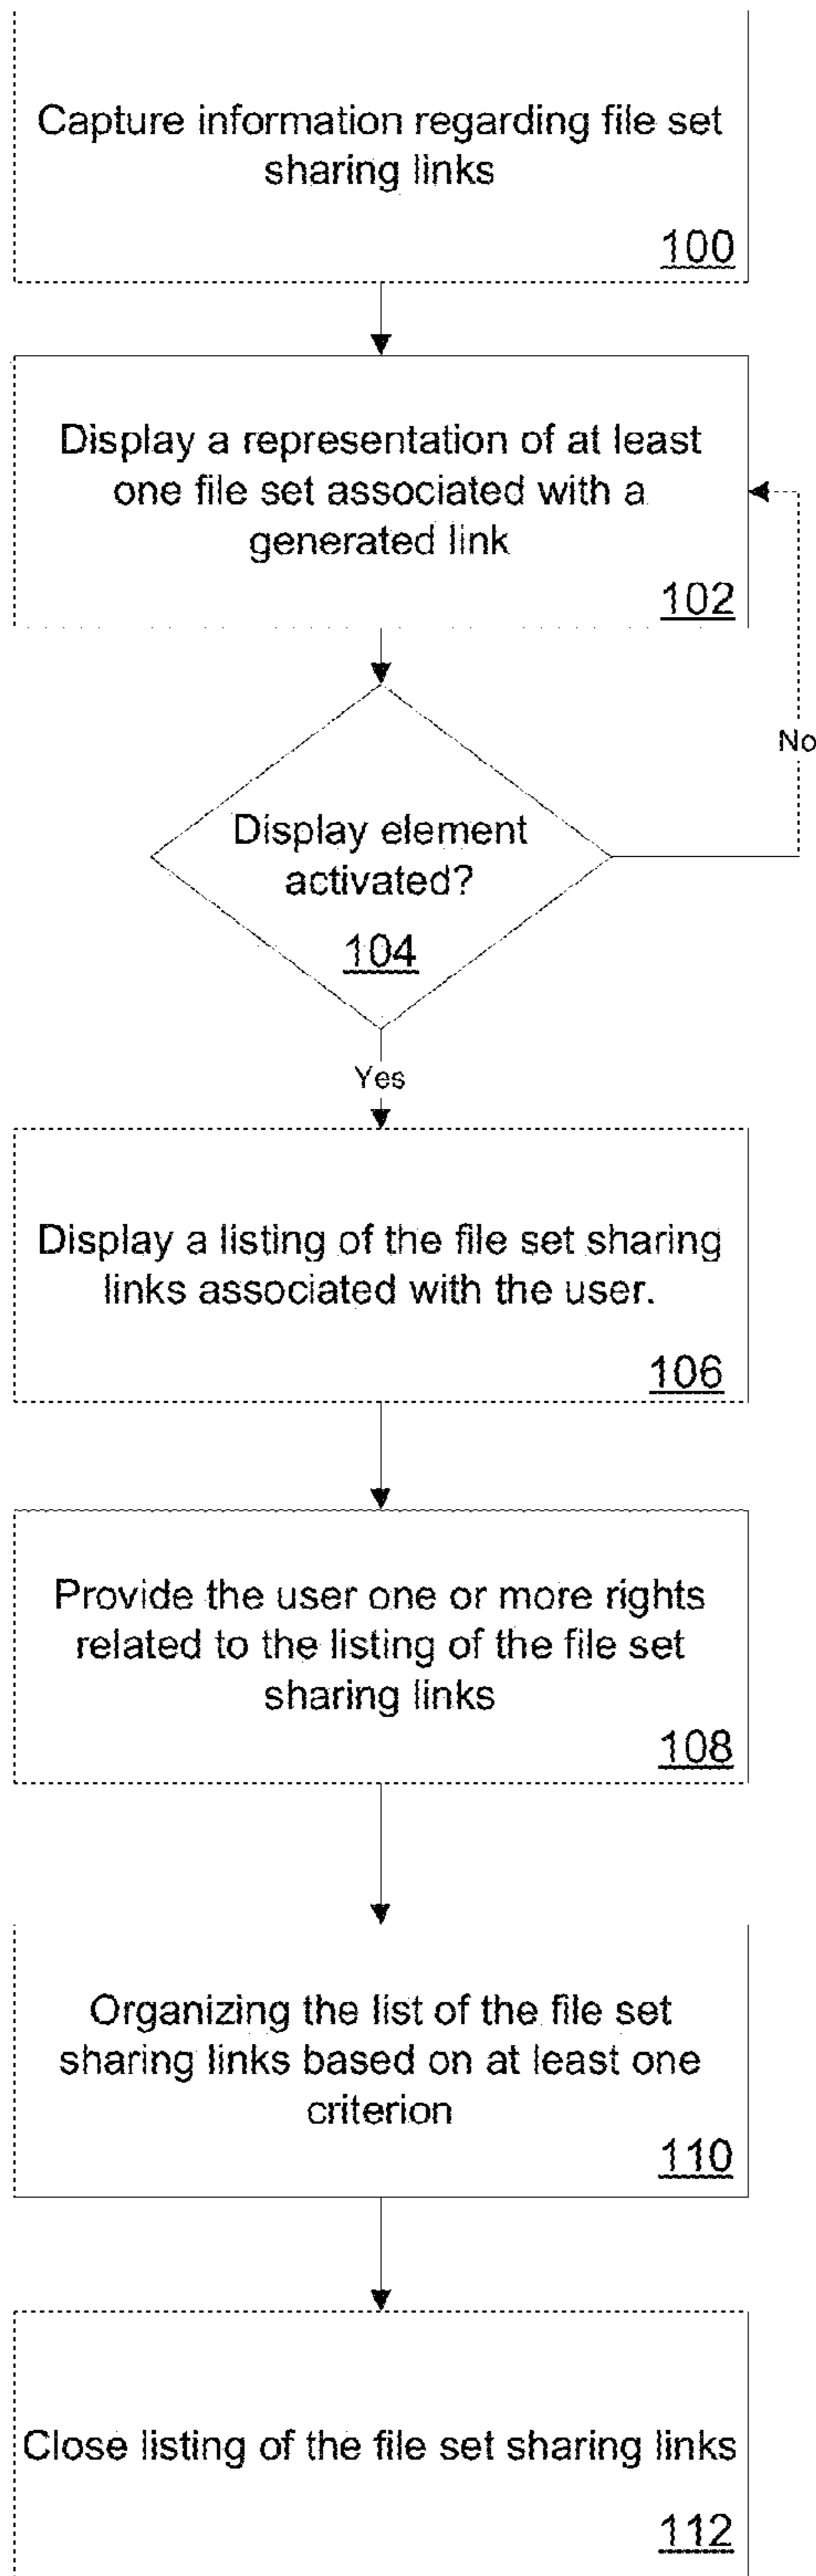 Capture information regarding file set
sharing links
100
Display a representation of at least
one file set associated with a
generated link
102
No
Display element
activated?
104
Yes
Display a listing of the file set sharing
links associated with the user.
106
Provide the user one or more rights
related to the listing of the file set
sharing links
108
Organizing the list of the file set
sharing links based on at least one
criterion
110
Close listing of the file set sharing links
112